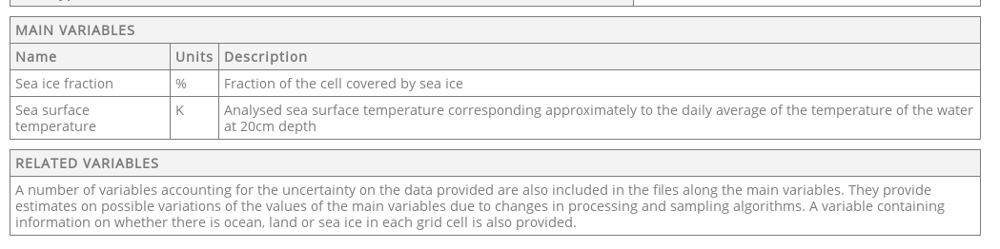 MAIN VARIABLES
Name Units Description
Sea ice fraction % Fraction of the cell covered by sea ice
Sea surface temperature K Analysed sea surface temperature corresponding approximately to the daily average of the temperature of the water
at 20cm depth
RELATED VARIABLES
A number of variables accounting for the uncertainty on the data provided are also included in the files along the main variables. They provide
estimates on possible variations of the values of the main variables due to changes in processing and sampling algorithms. A variable containing
information on whether there is ocean, land or sea ice in each grid cell is also provided.